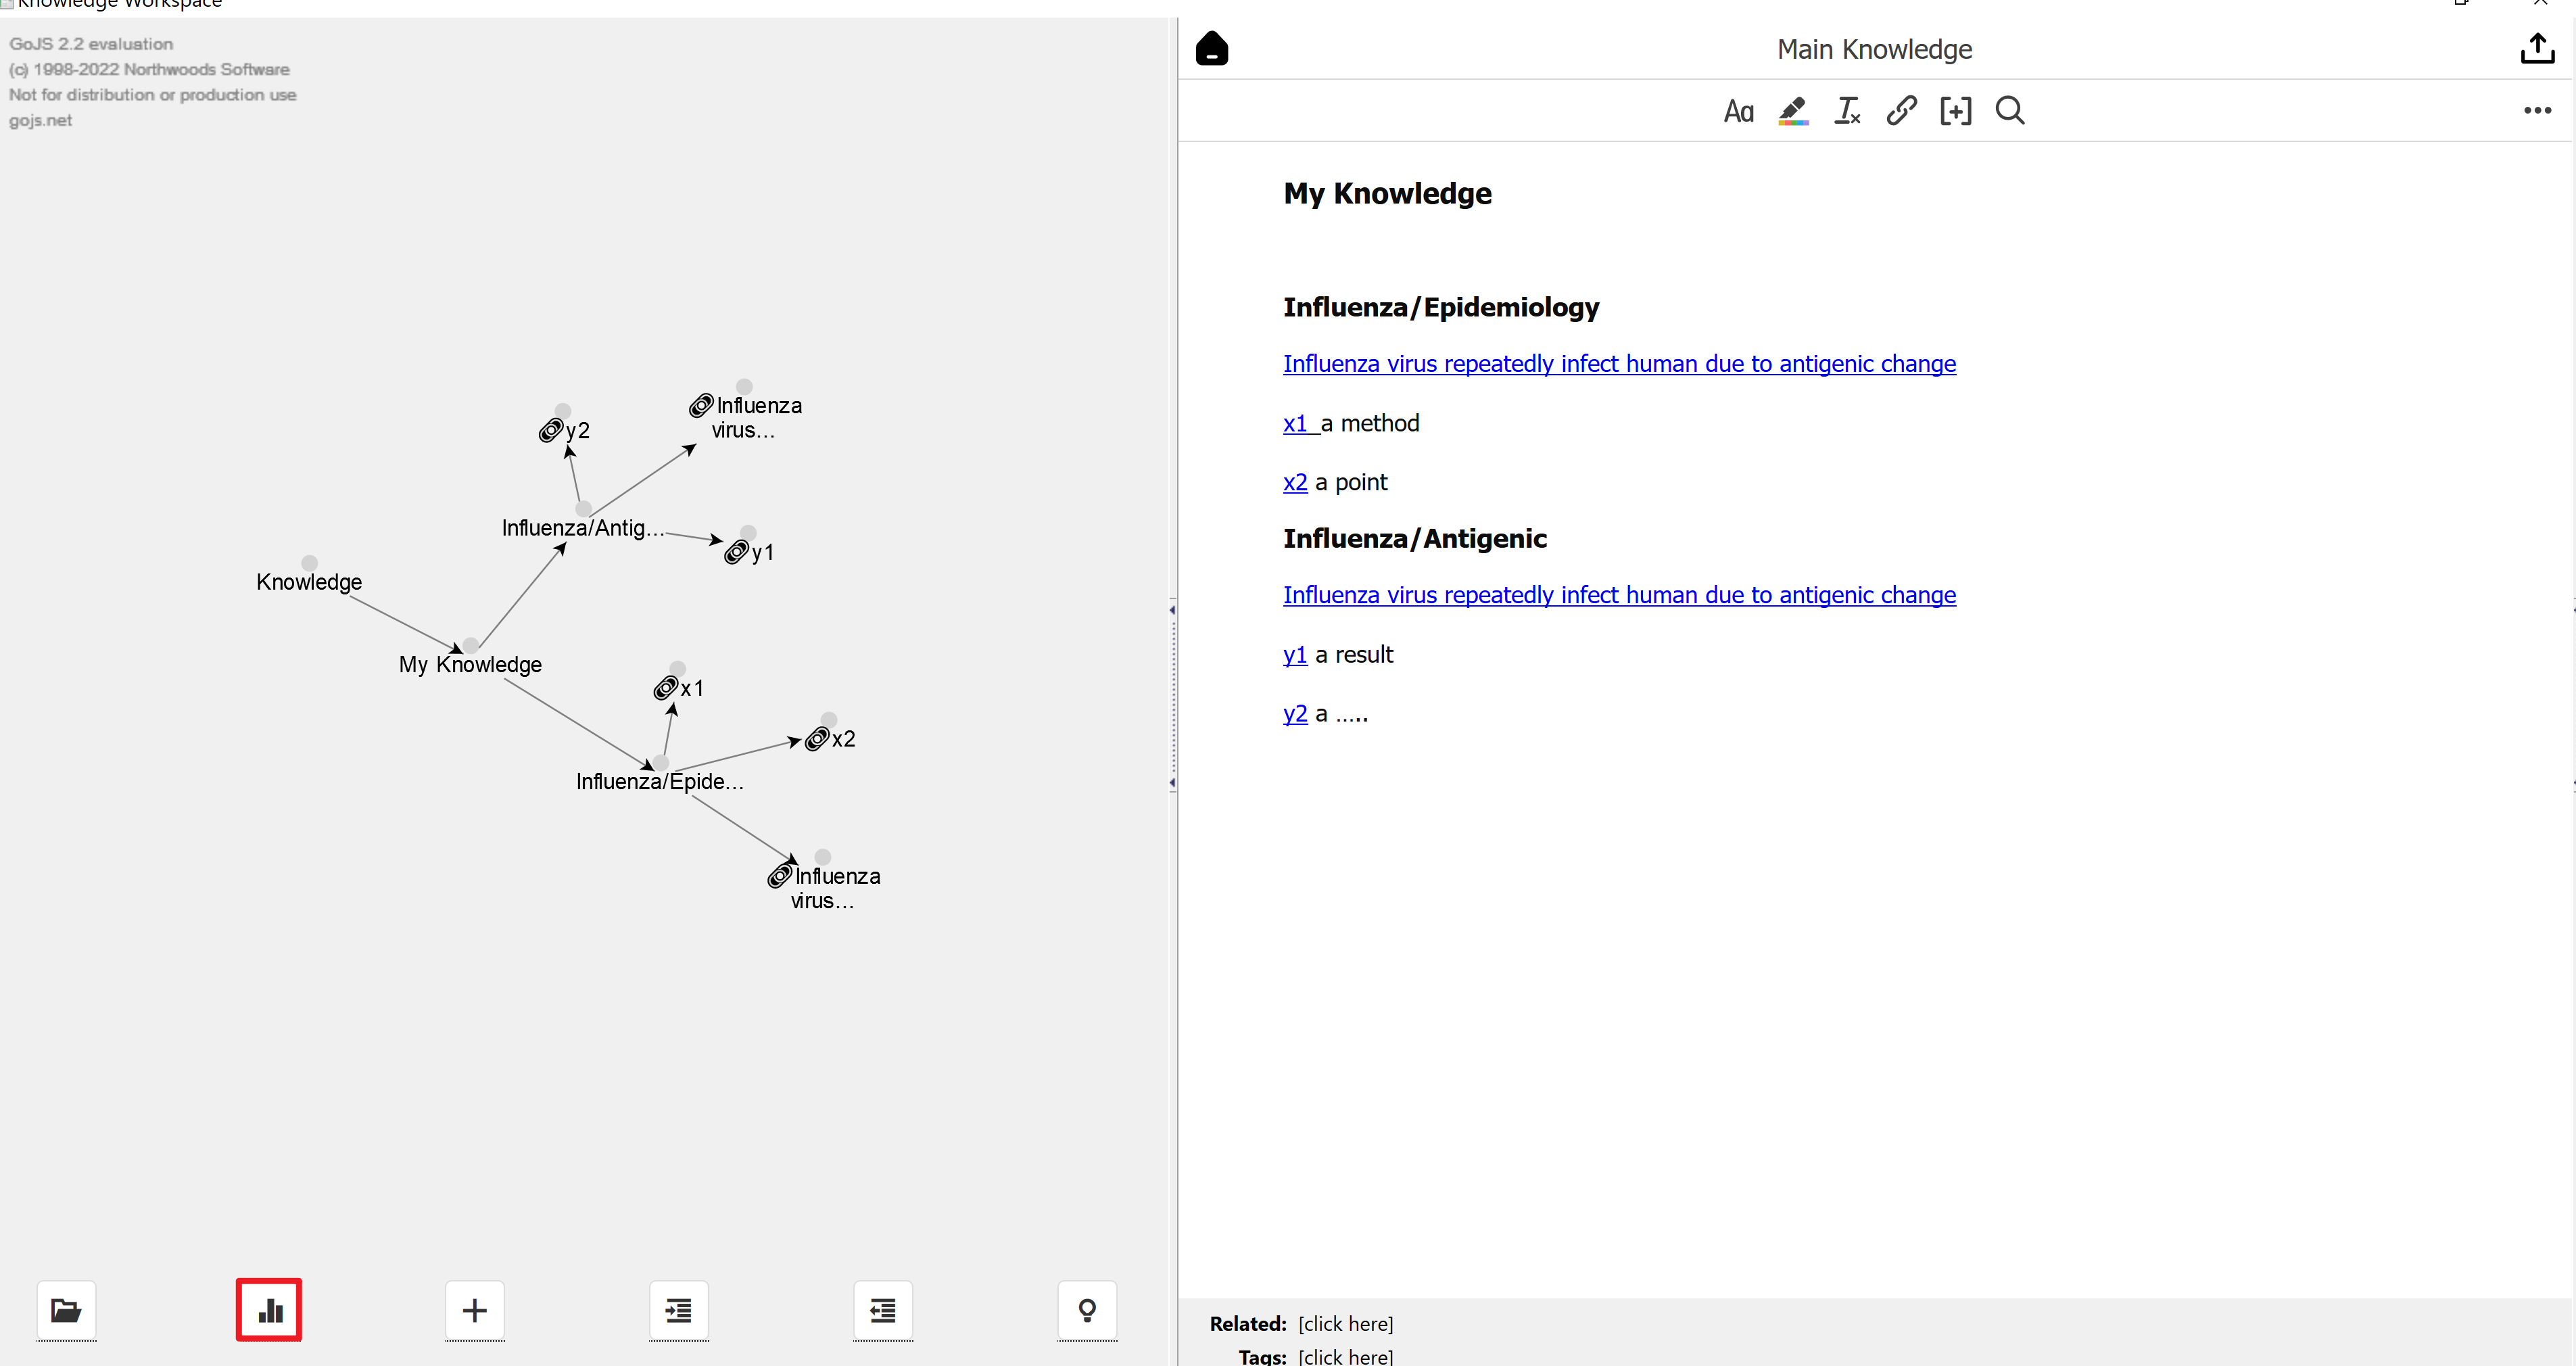 Knowledge Workspace
GoJS 2.2 evaluation
(c) 1998-2022 Northwoods Software
Not for distribution or production use
gojs.net
Influenza
virus...
y2
Influenza/Antig...
y1
Knowledge
My Knowledge
x1
x2
Influenza/Epide...
Influenza
virus...
Main Knowledge
Aa
My Knowledge
Influenza/Epidemiology
Influenza virus repeatedly infect human due to antigenic change
x1 a method
x2 a point
Influenza/Antigenic
Influenza virus repeatedly infect human due to antigenic change
y1 a result
y2 a .....
Related: [click here]
Tags: [click here]